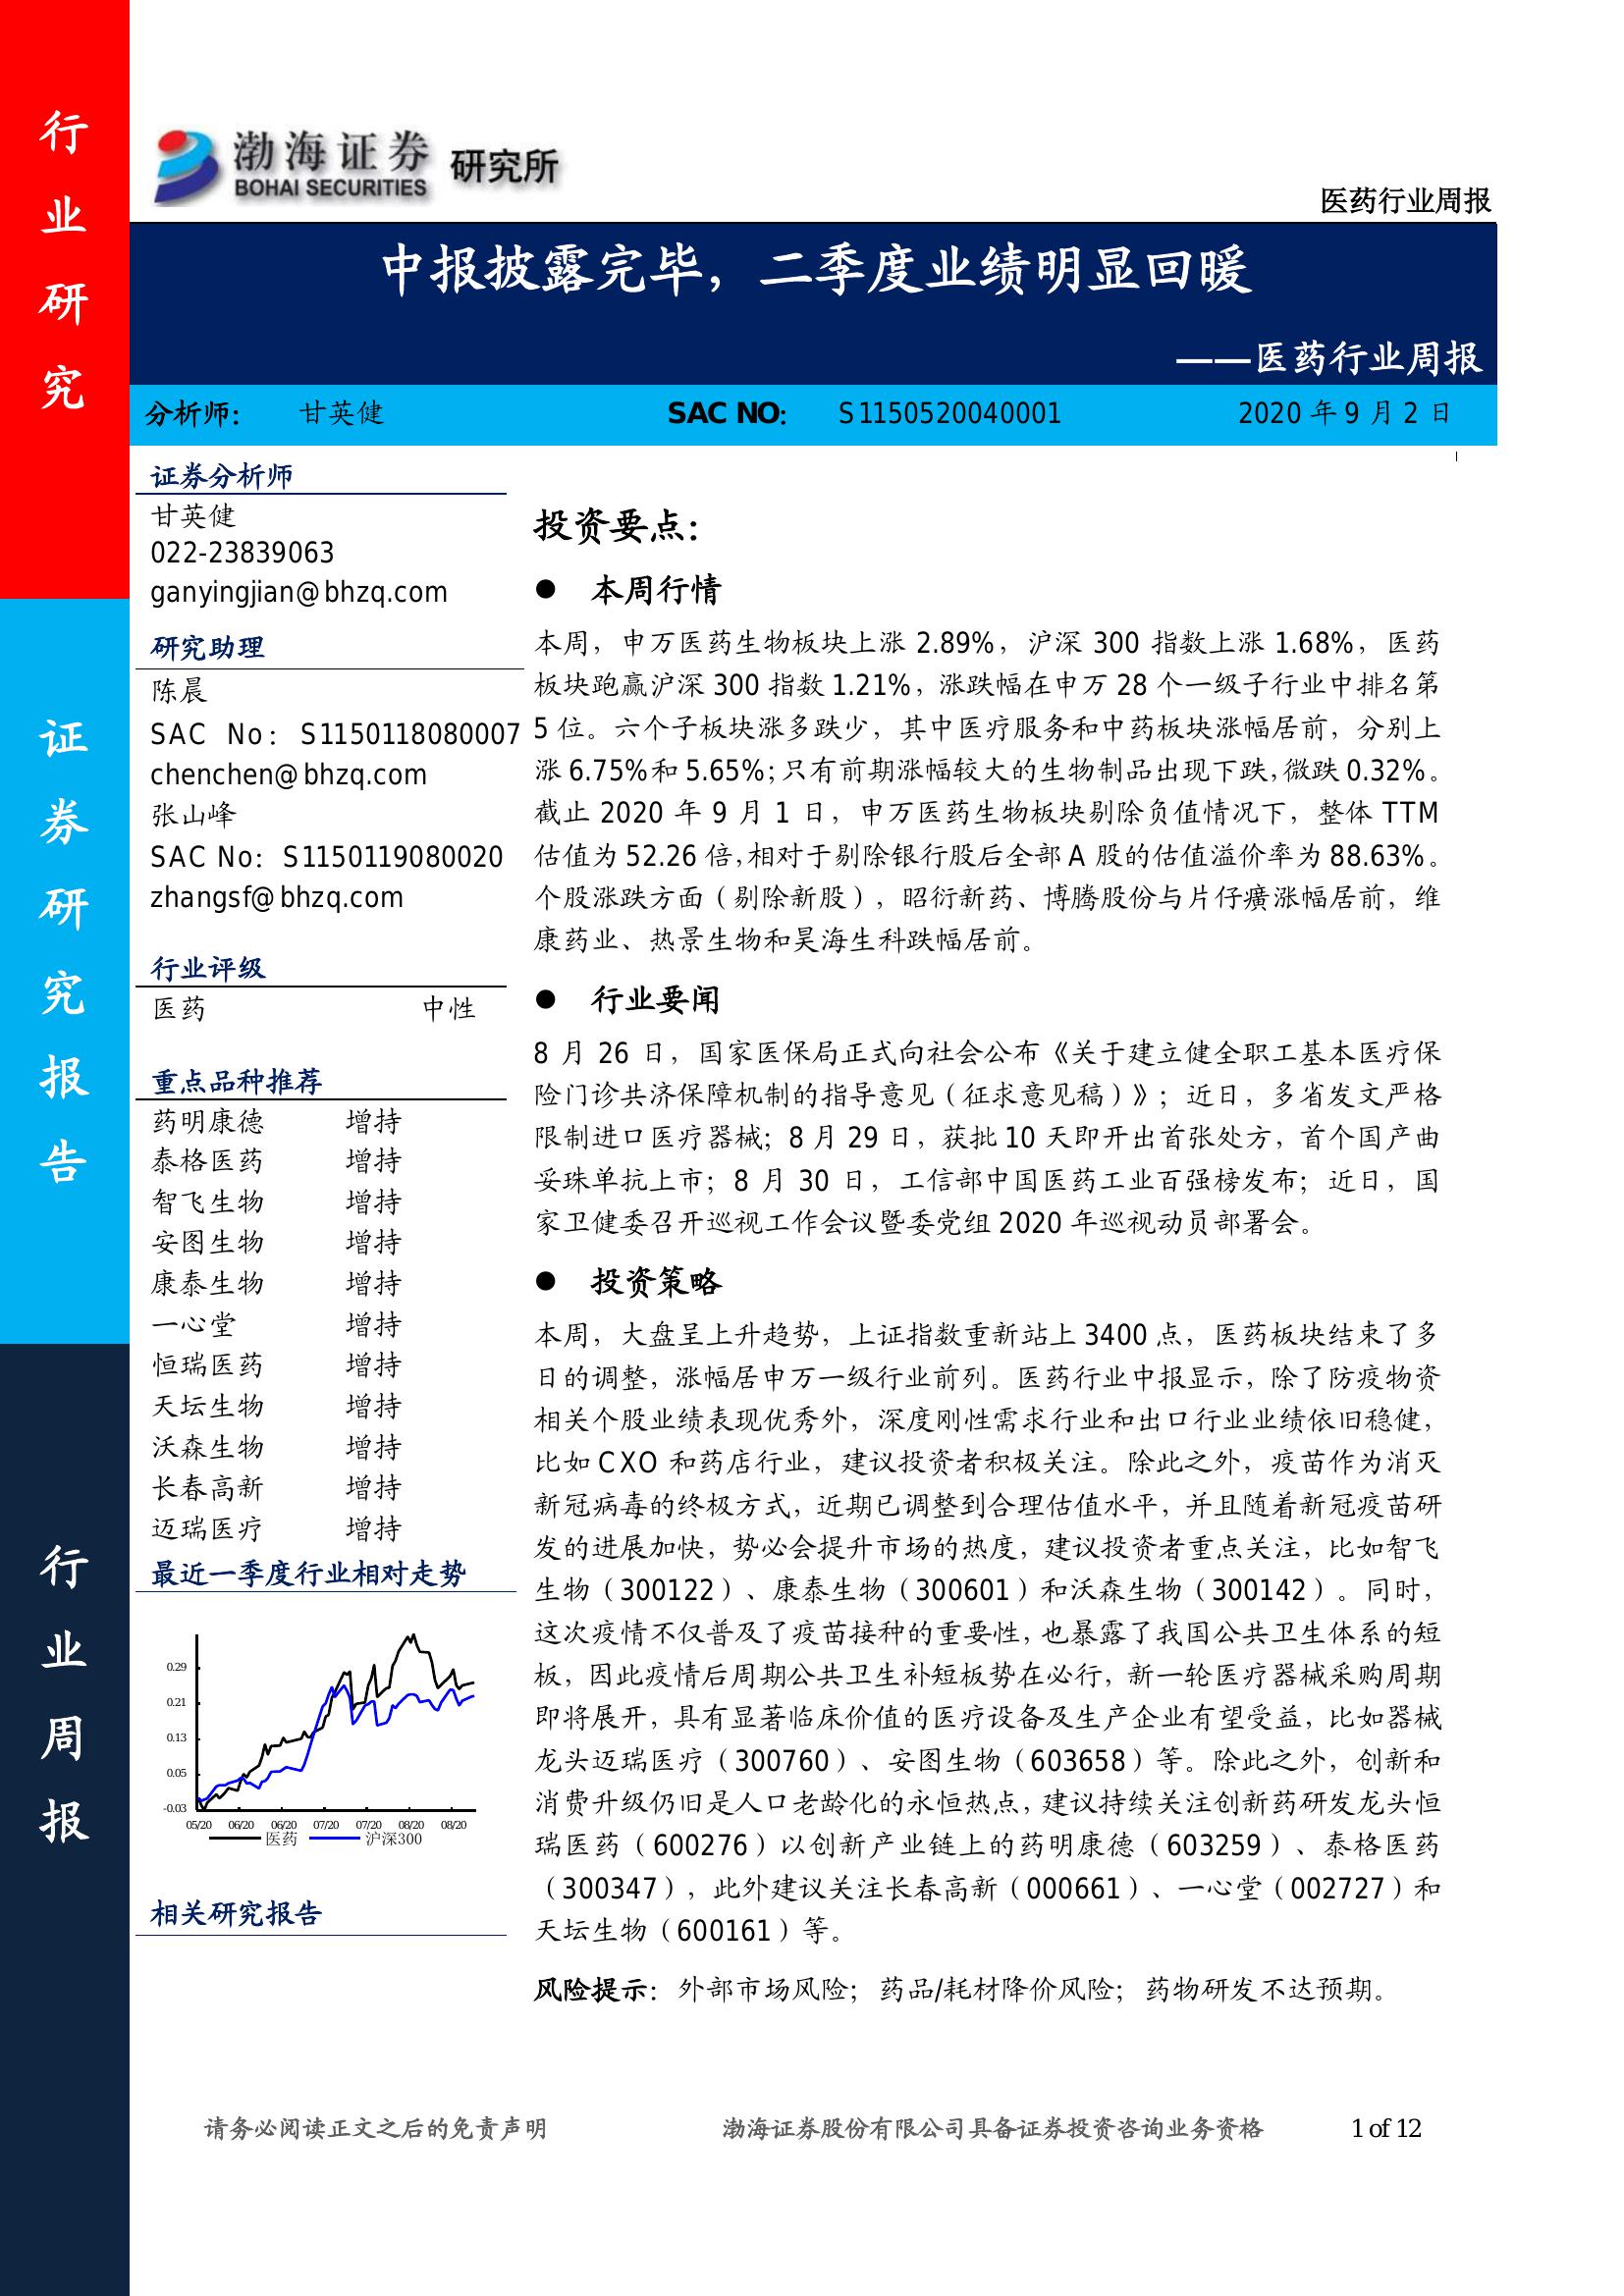 行业研究
证券研究报告
行业周报
渤海证券 研究所
BOHAI SECURITIES
医药行业周报
中报披露完毕，二季度业绩明显回暖
——医药行业周报
分析师： 甘英健 SAC NO： S1150520040001 2020 年 9 月 2 日
证券分析师
甘英健
022-23839063
ganyingjian@bhzq.com
研究助理
陈晨
SAC No： S1150118080007
chenchen@bhzq.com
张山峰
SAC No： S1150119080020
zhangsf@bhzq.com
行业评级
医药 中性
重点品种推荐
药明康德 增持
泰格医药 增持
智飞生物 增持
安图生物 增持
康泰生物 增持
一心堂 增持
恒瑞医药 增持
天坛生物 增持
沃森生物 增持
长春高新 增持
迈瑞医疗 增持
最近一季度行业相对走势
0.29
0.21
0.13
0.05
-0.03
05/20 06/20 06/20 07/20 07/20 08/20 08/20
医药 沪深300
相关研究报告
投资要点：
● 本周行情
本周，申万医药生物板块上涨 2.89%，沪深 300 指数上涨 1.68%，医药
板块跑赢沪深 300 指数 1.21%，涨跌幅在申万 28 个一级子行业中排名第
5 位。六个子板块涨多跌少，其中医疗服务和中药板块涨幅居前，分别上
涨 6.75%和 5.65%；只有前期涨幅较大的生物制品出现下跌，微跌 0.32%。
截止 2020 年 9 月 1 日，申万医药生物板块剔除负值情况下，整体 TTM
估值为 52.26 倍，相对于剔除银行股后全部 A 股的估值溢价率为 88.63%。
个股涨跌方面（剔除新股），昭衍新药、博腾股份与片仔癀涨幅居前，维
康药业、热景生物和昊海生科跌幅居前。
● 行业要闻
8 月 26 日，国家医保局正式向社会公布《关于建立健全职工基本医疗保
险门诊共济保障机制的指导意见（征求意见稿）》；近日，多省发文严格
限制进口医疗器械；8 月 29 日，获批 10 天即开出首张处方，首个国产曲
妥珠单抗上市；8 月 30 日，工信部中国医药工业百强榜发布；近日，国
家卫健委召开巡视工作会议暨委党组 2020 年巡视动员部署会。
● 投资策略
本周，大盘呈上升趋势，上证指数重新站上 3400 点，医药板块结束了多
日的调整，涨幅居申万一级行业前列。医药行业中报显示，除了防疫物资
相关个股业绩表现优秀外，深度刚性需求行业和出口行业业绩依旧稳健，
比如 CXO 和药店行业，建议投资者积极关注。除此之外，疫苗作为消灭
新冠病毒的终极方式，近期已调整到合理估值水平，并且随着新冠疫苗研
发的进展加快，势必会提升市场的热度，建议投资者重点关注，比如智飞
生物（300122）、康泰生物（300601）和沃森生物（300142）。同时，
这次疫情不仅普及了疫苗接种的重要性，也暴露了我国公共卫生体系的短
板，因此疫情后周期公共卫生补短板势在必行，新一轮医疗器械采购周期
即将展开，具有显著临床价值的医疗设备及生产企业有望受益，比如器械
龙头迈瑞医疗（300760）、安图生物（603658）等。除此之外，创新和
消费升级仍旧是人口老龄化的永恒热点，建议持续关注创新药研发龙头恒
瑞医药（600276）以创新产业链上的药明康德（603259）、泰格医药
（300347），此外建议关注长春高新（000661）、一心堂（002727）和
天坛生物（600161）等。
风险提示：外部市场风险；药品/耗材降价风险；药物研发不达预期。
请务必阅读正文之后的免责声明 渤海证券股份有限公司具备证券投资咨询业务资格 1 of 12